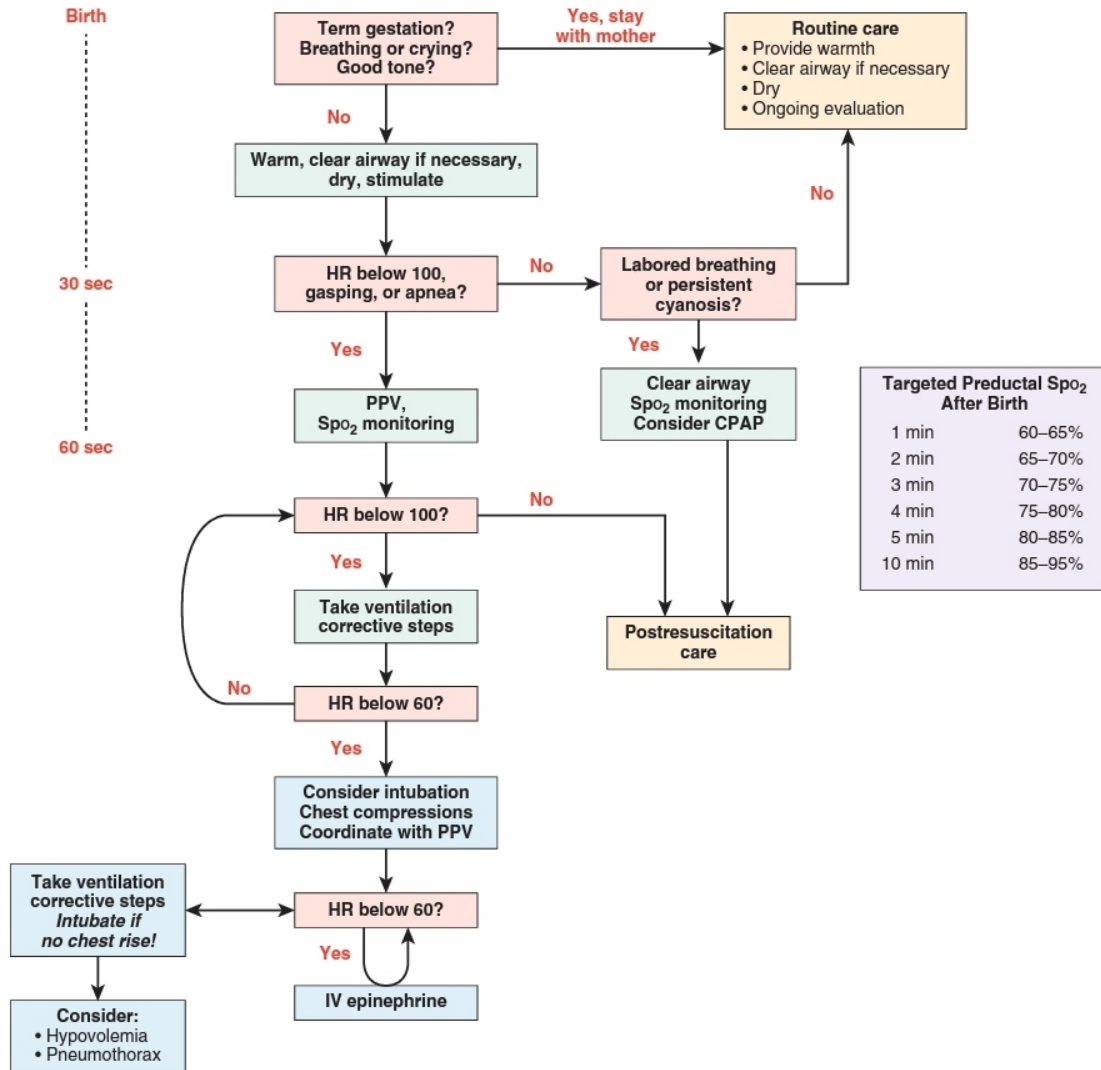 Birth
Term gestation?
Breathing or crying?
Good tone?
Yes, stay
with mother
Routine care
• Provide warmth
• Clear airway if necessary
• Dry
• Ongoing evaluation
No
Warm, clear airway if necessary,
dry, stimulate
No
30 sec
HR below 100,
gasping, or apnea?
No
Labored breathing
or persistent
cyanosis?
Yes
Yes
60 sec
PPV,
SpO₂ monitoring
Clear airway
SpO₂ monitoring
Consider CPAP
Targeted Preductal SpO₂
After Birth
1 min 60–65%
2 min 65–70%
3 min 70–75%
4 min 75–80%
5 min 80–85%
10 min 85–95%
HR below 100?
No
Yes
Take ventilation
corrective steps
Postresuscitation
care
No
HR below 60?
Yes
Consider intubation
Chest compressions
Coordinate with PPV
Take ventilation
corrective steps
Intubate if
no chest rise!
HR below 60?
Yes
IV epinephrine
Consider:
• Hypovolemia
• Pneumothorax